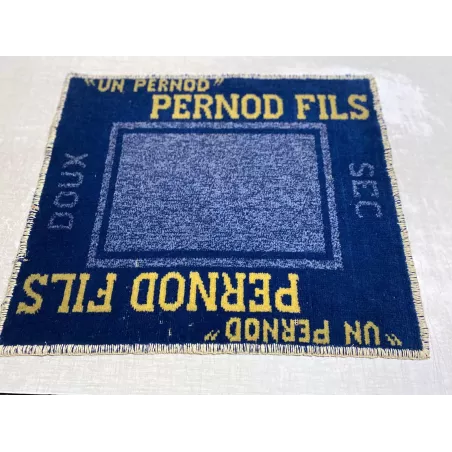 "UN PERNOD"
PERNOD FILS
DOUX
SEC
PERNOD FILS
"UN PERNOD"